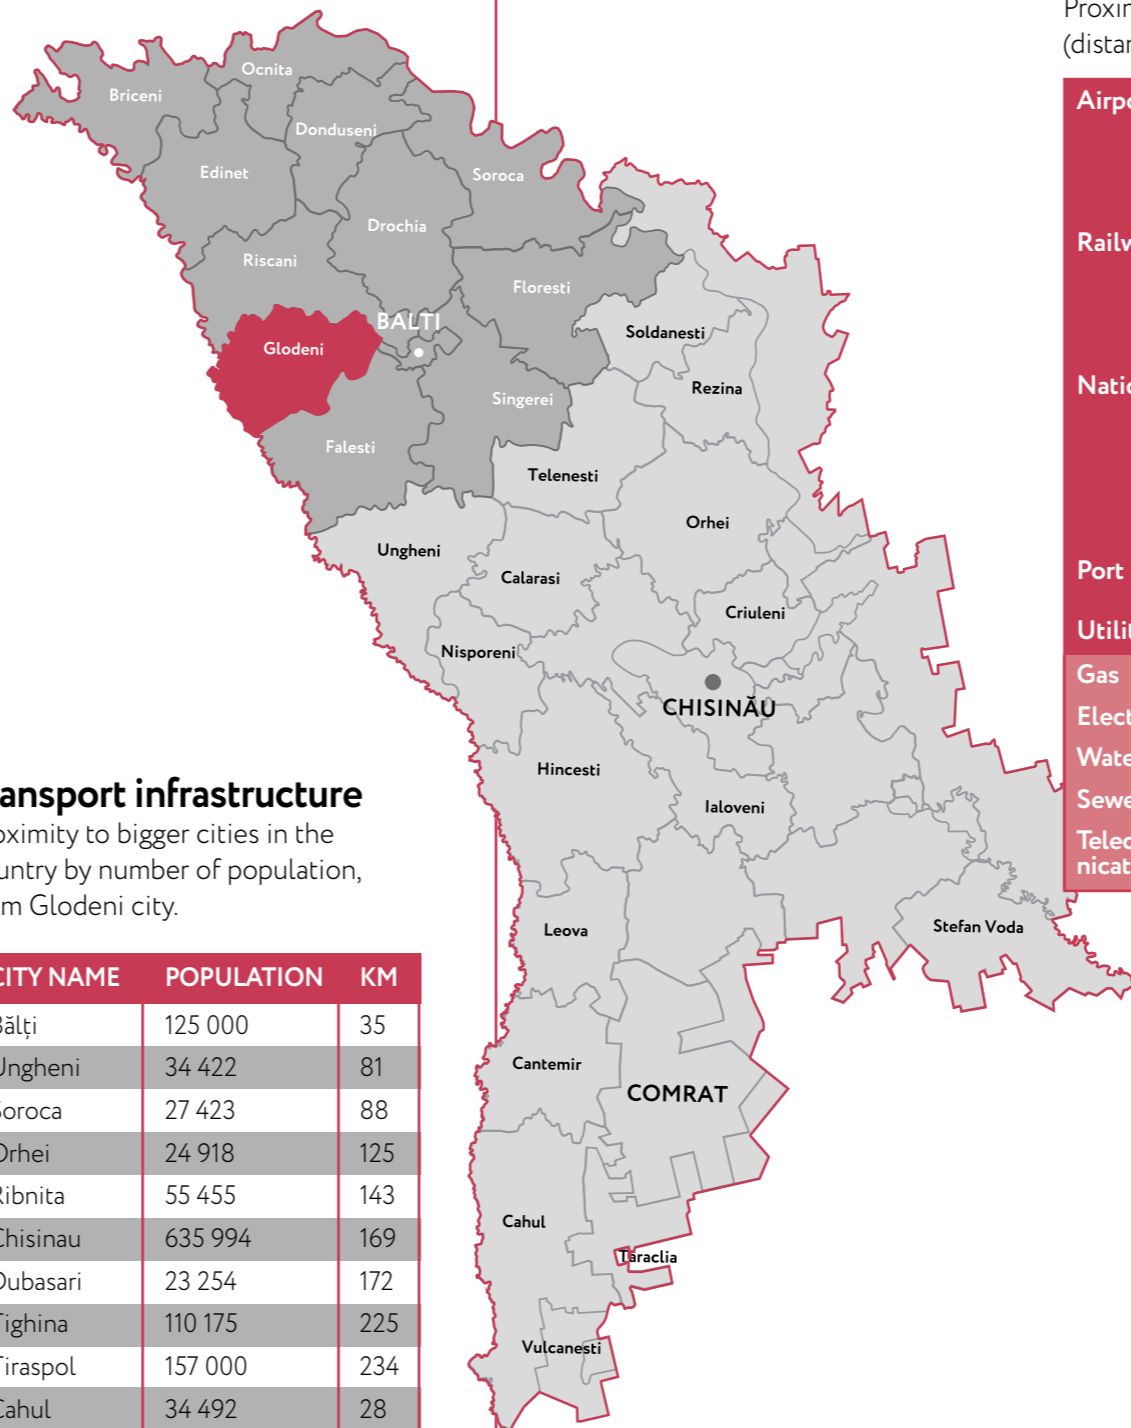 Proxim
(distan
Airpo
Railw
Natio
Port
Utilit
Gas
Elect
Wate
Sewe
Telec
nicat
Ocnita
Briceni
Donduseni
Edinet
Soroca
Drochia
Riscani
Floresti
BALTI
Soldanesti
Glodeni
Rezina
Singerei
Falesti
Telenesti
Orhei
Ungheni
Calarasi
Criuleni
Nisporeni
CHISINĂU
Hincesti
Ialoveni
Stefan Voda
Leova
Cantemir
COMRAT
Cahul
Taraclia
Vulcanesti
ansport infrastructure
oximity to bigger cities in the
untry by number of population,
m Glodeni city.
CITY NAME POPULATION KM
Bălți 125 000 35
Ungheni 34 422 81
Soroca 27 423 88
Orhei 24 918 125
Ribnita 55 455 143
Chisinau 635 994 169
Dubasari 23 254 172
Tighina 110 175 225
Tiraspol 157 000 234
Cahul 34 492 28